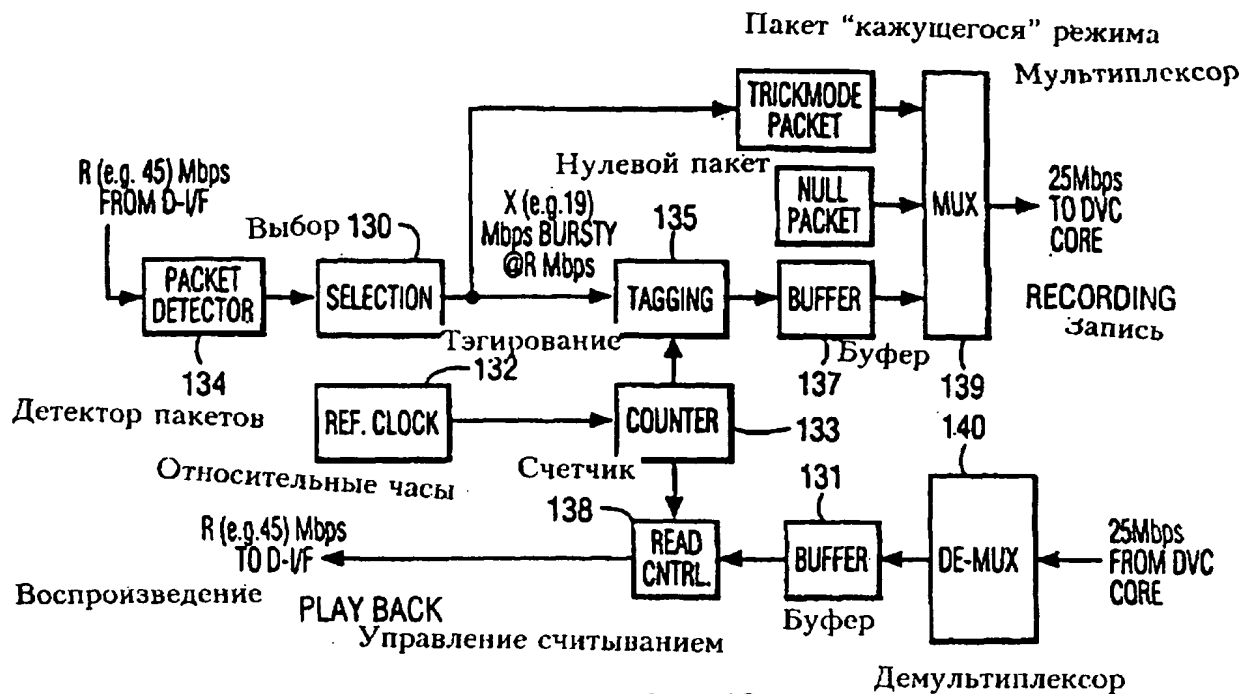 Пакет “кажущегося” режима
Мультиплексор
TRICKMODE
PACKET
Нулевой пакет
R (e.g. 45) Mbps
FROM D-I/F
NULL
PACKET
MUX
25Mbps
TO DVC
CORE
Выбор 130
X (e.g.19)
Mbps BURSTY
@R Mbps
135
PACKET
DETECTOR
SELECTION
TAGGING
BUFFER
RECORDING
Запись
Тэгирование
Буфер
134
132
137
139
Детектор пакетов
REF. CLOCK
COUNTER
133
140
Относительные часы
Счетчик
131
138
R (e.g.45) Mbps
TO D-I/F
READ
CNTRL.
BUFFER
DE-MUX
25Mbps
FROM DVC
CORE
Воспроизведение
PLAY BACK
Управление считыванием
Буфер
Демультиплексор